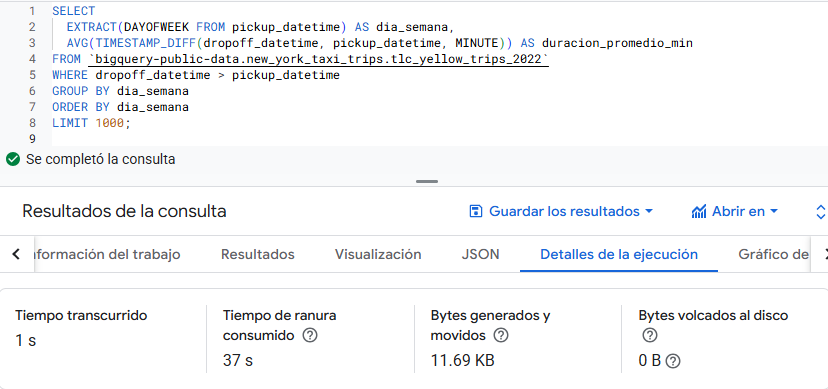 1 SELECT
2 EXTRACT(DAYOFWEEK FROM pickup_datetime) AS dia_semana,
3 AVG(TIMESTAMP_DIFF(dropoff_datetime, pickup_datetime, MINUTE)) AS duracion_promedio_min
4 FROM `bigquery-public-data.new_york_taxi_trips.tlc_yellow_trips_2022`
5 WHERE dropoff_datetime > pickup_datetime
6 GROUP BY dia_semana
7 ORDER BY dia_semana
8 LIMIT 1000;
9
Se completó la consulta
Resultados de la consulta
Guardar los resultados
Abrir en
formación del trabajo
Resultados
Visualización
JSON
Detalles de la ejecución
Gráfico de
Tiempo transcurrido
1 s
Tiempo de ranura
consumido
37 s
Bytes generados y
movidos
11.69 KB
Bytes volcados al disco
0 B